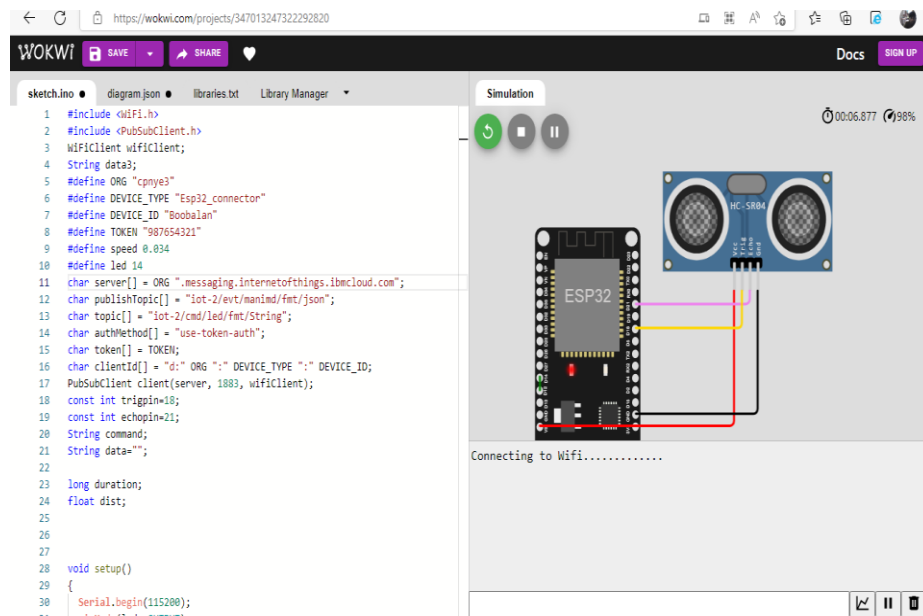 https://wokwi.com/projects/347013247322292820
WOKWI SAVE SHARE Docs SIGN UP
sketch.ino diagram.json libraries.txt Library Manager
1 #include <WiFi.h>
2 #include <PubSubClient.h>
3 WiFiClient wifiClient;
4 String data3;
5 #define ORG "cpnye3"
6 #define DEVICE_TYPE "Esp32_connector"
7 #define DEVICE_ID "Boobalan"
8 #define TOKEN "987654321"
9 #define speed 0.034
10 #define led 14
11 char server[] = ORG ".messaging.internetofthings.ibmcloud.com";
12 char publishTopic[] = "iot-2/evt/manimd/fmt/json";
13 char topic[] = "iot-2/cmd/led/fmt/String";
14 char authMethod[] = "use-token-auth";
15 char token[] = TOKEN;
16 char clientId[] = "d:" ORG ":" DEVICE_TYPE ":" DEVICE_ID;
17 PubSubClient client(server, 1883, wifiClient);
18 const int trigpin=18;
19 const int echopin=21;
20 String command;
21 String data="";
22
23 long duration;
24 float dist;
25
26
27
28 void setup()
29 {
30 Serial.begin(115200);
Simulation
00:06.877 98%
HC-SR04
Vcc
Trig
Echo
Gnd
ESP32
Connecting to Wifi.............